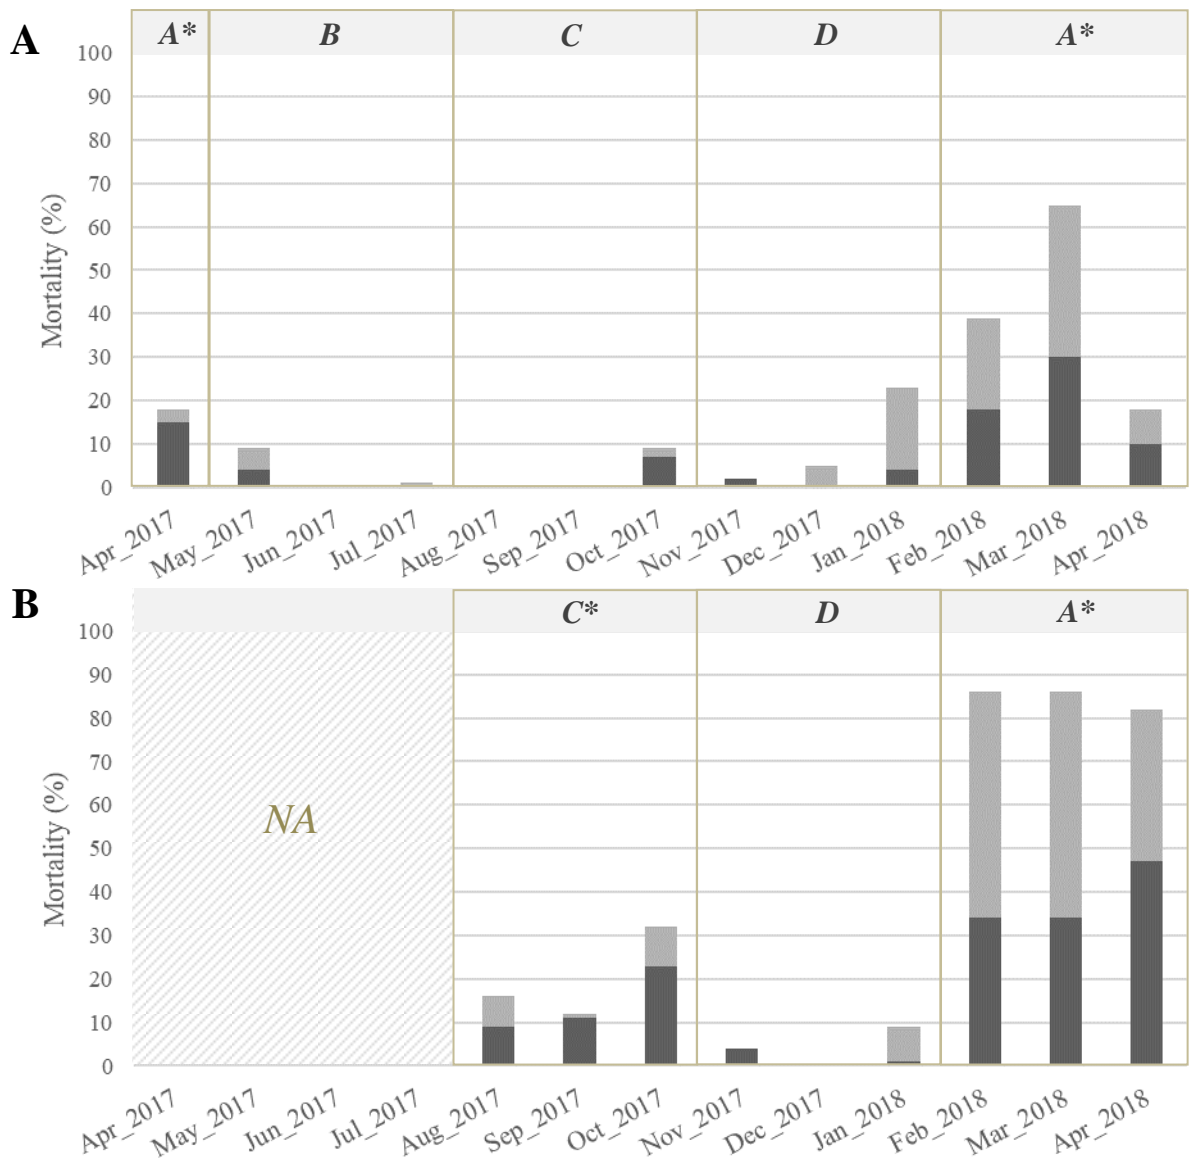 A
A* B C D A*
100
90
80
70
60
50
40
30
20
10
0
Mortality (%)
Apr_2017 May_2017 Jun_2017 Jul_2017 Aug_2017 Sep_2017 Oct_2017 Nov_2017 Dec_2017 Jan_2018 Feb_2018 Mar_2018 Apr_2018
B
C* D A*
100
90
80
70
60
50
40
30
20
10
0
Mortality (%)
NA
Apr_2017 May_2017 Jun_2017 Jul_2017 Aug_2017 Sep_2017 Oct_2017 Nov_2017 Dec_2017 Jan_2018 Feb_2018 Mar_2018 Apr_2018